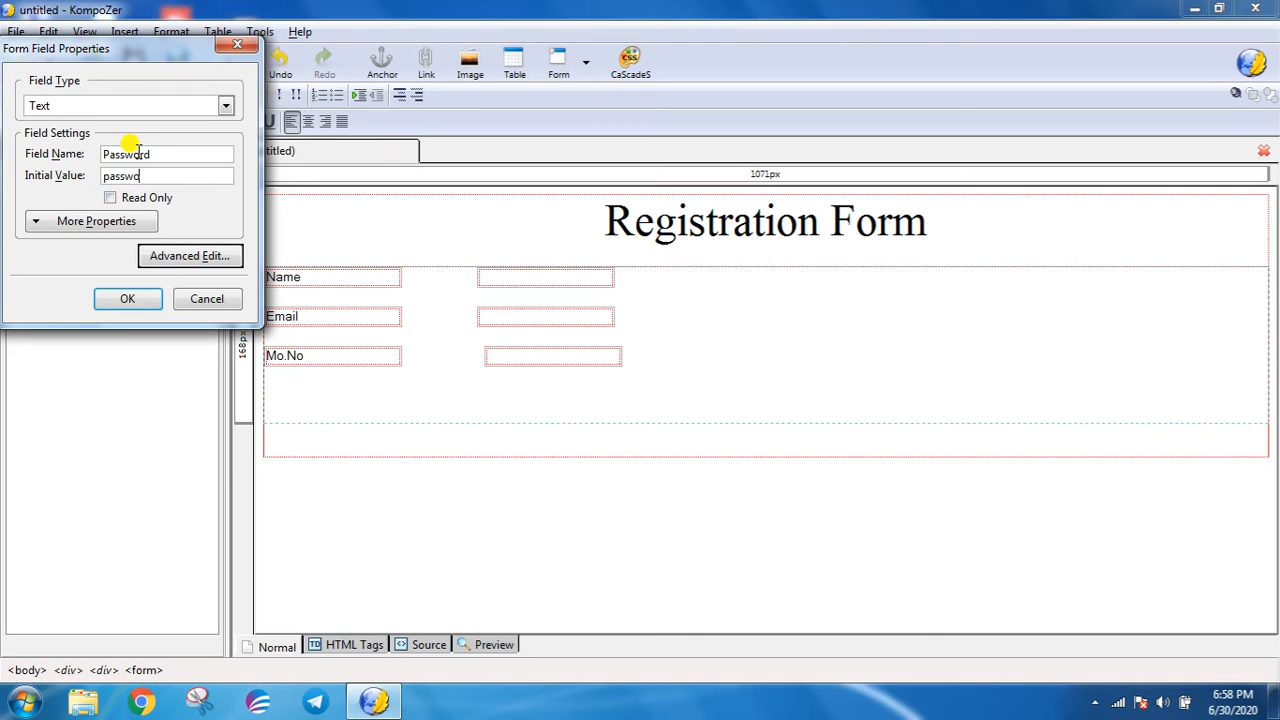 untitled - KompoZer
File Edit View Insert Format Table Tools Help
Form Field Properties
Undo Redo Anchor Link Image Table Form CaScadeS
Field Type
Text
Field Settings
Field Name: Password
Initial Value: passwo
Read Only
More Properties
Advanced Edit...
OK Cancel
! !!
U
titled)
1071px
168px
Registration Form
Name
Email
Mo.No
Normal HTML Tags Source Preview
<body> <div> <div> <form>
6:58 PM
6/30/2020